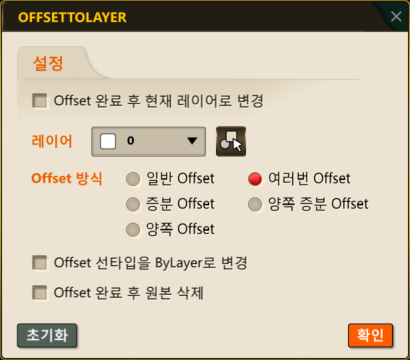 OFFSETTOLAYER
설정
Offset 완료 후 현재 레이어로 변경
레이어 0
Offset 방식 일반 Offset 여러번 Offset
증분 Offset 양쪽 증분 Offset
양쪽 Offset
Offset 선타입을 ByLayer로 변경
Offset 완료 후 원본 삭제
초기화 확인